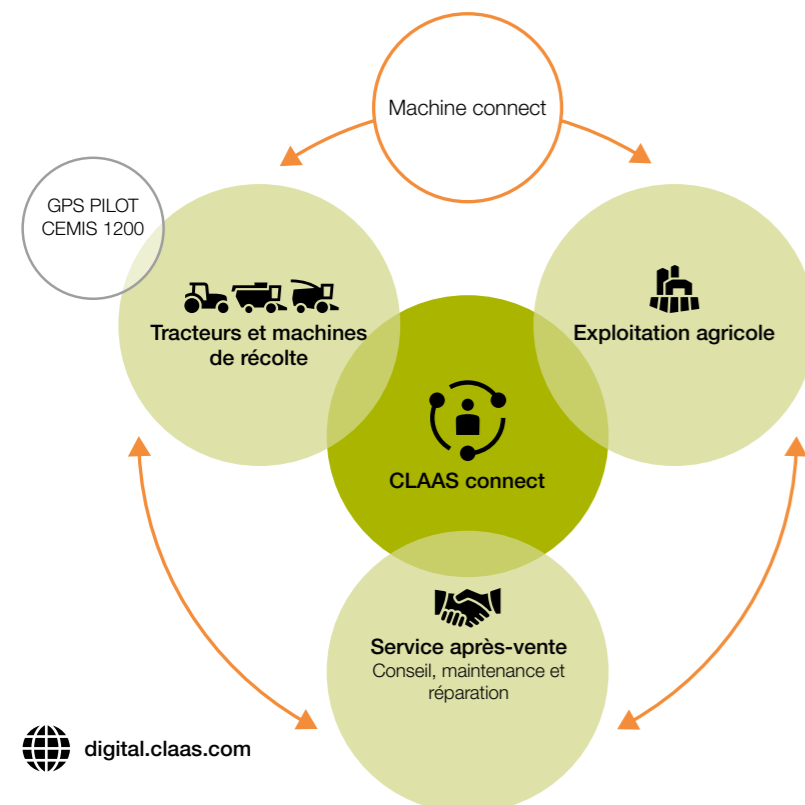 Machine connect
GPS PILOT
CEMIS 1200
Tracteurs et machines
de récolte
Exploitation agricole
CLAAS connect
Service après-vente
Conseil, maintenance et
réparation
digital.claas.com